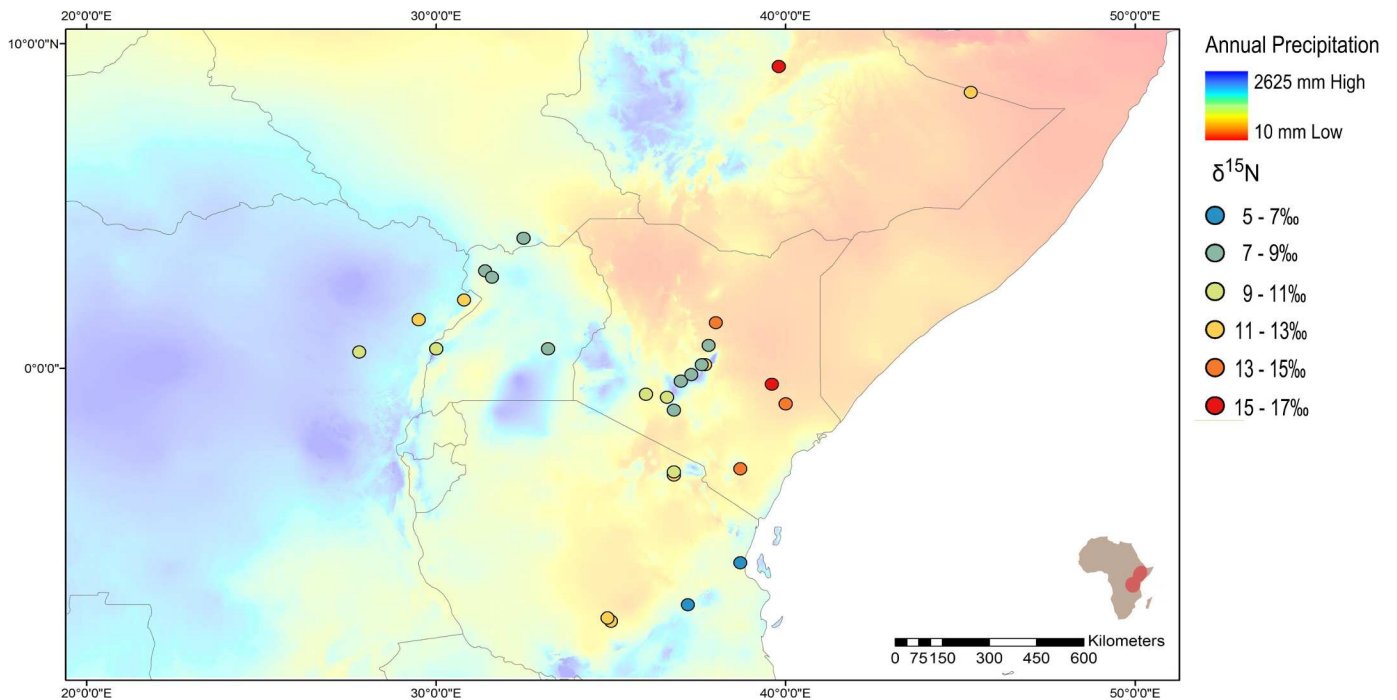 20°0'0"E 30°0'0"E 40°0'0"E 50°0'0"E
10°0'0"N
0°0'0"
Annual Precipitation
2625 mm High
10 mm Low
δ15N
5 - 7‰
7 - 9‰
9 - 11‰
11 - 13‰
13 - 15‰
15 - 17‰
Kilometers
0 75 150 300 450 600
20°0'0"E 30°0'0"E 40°0'0"E 50°0'0"E